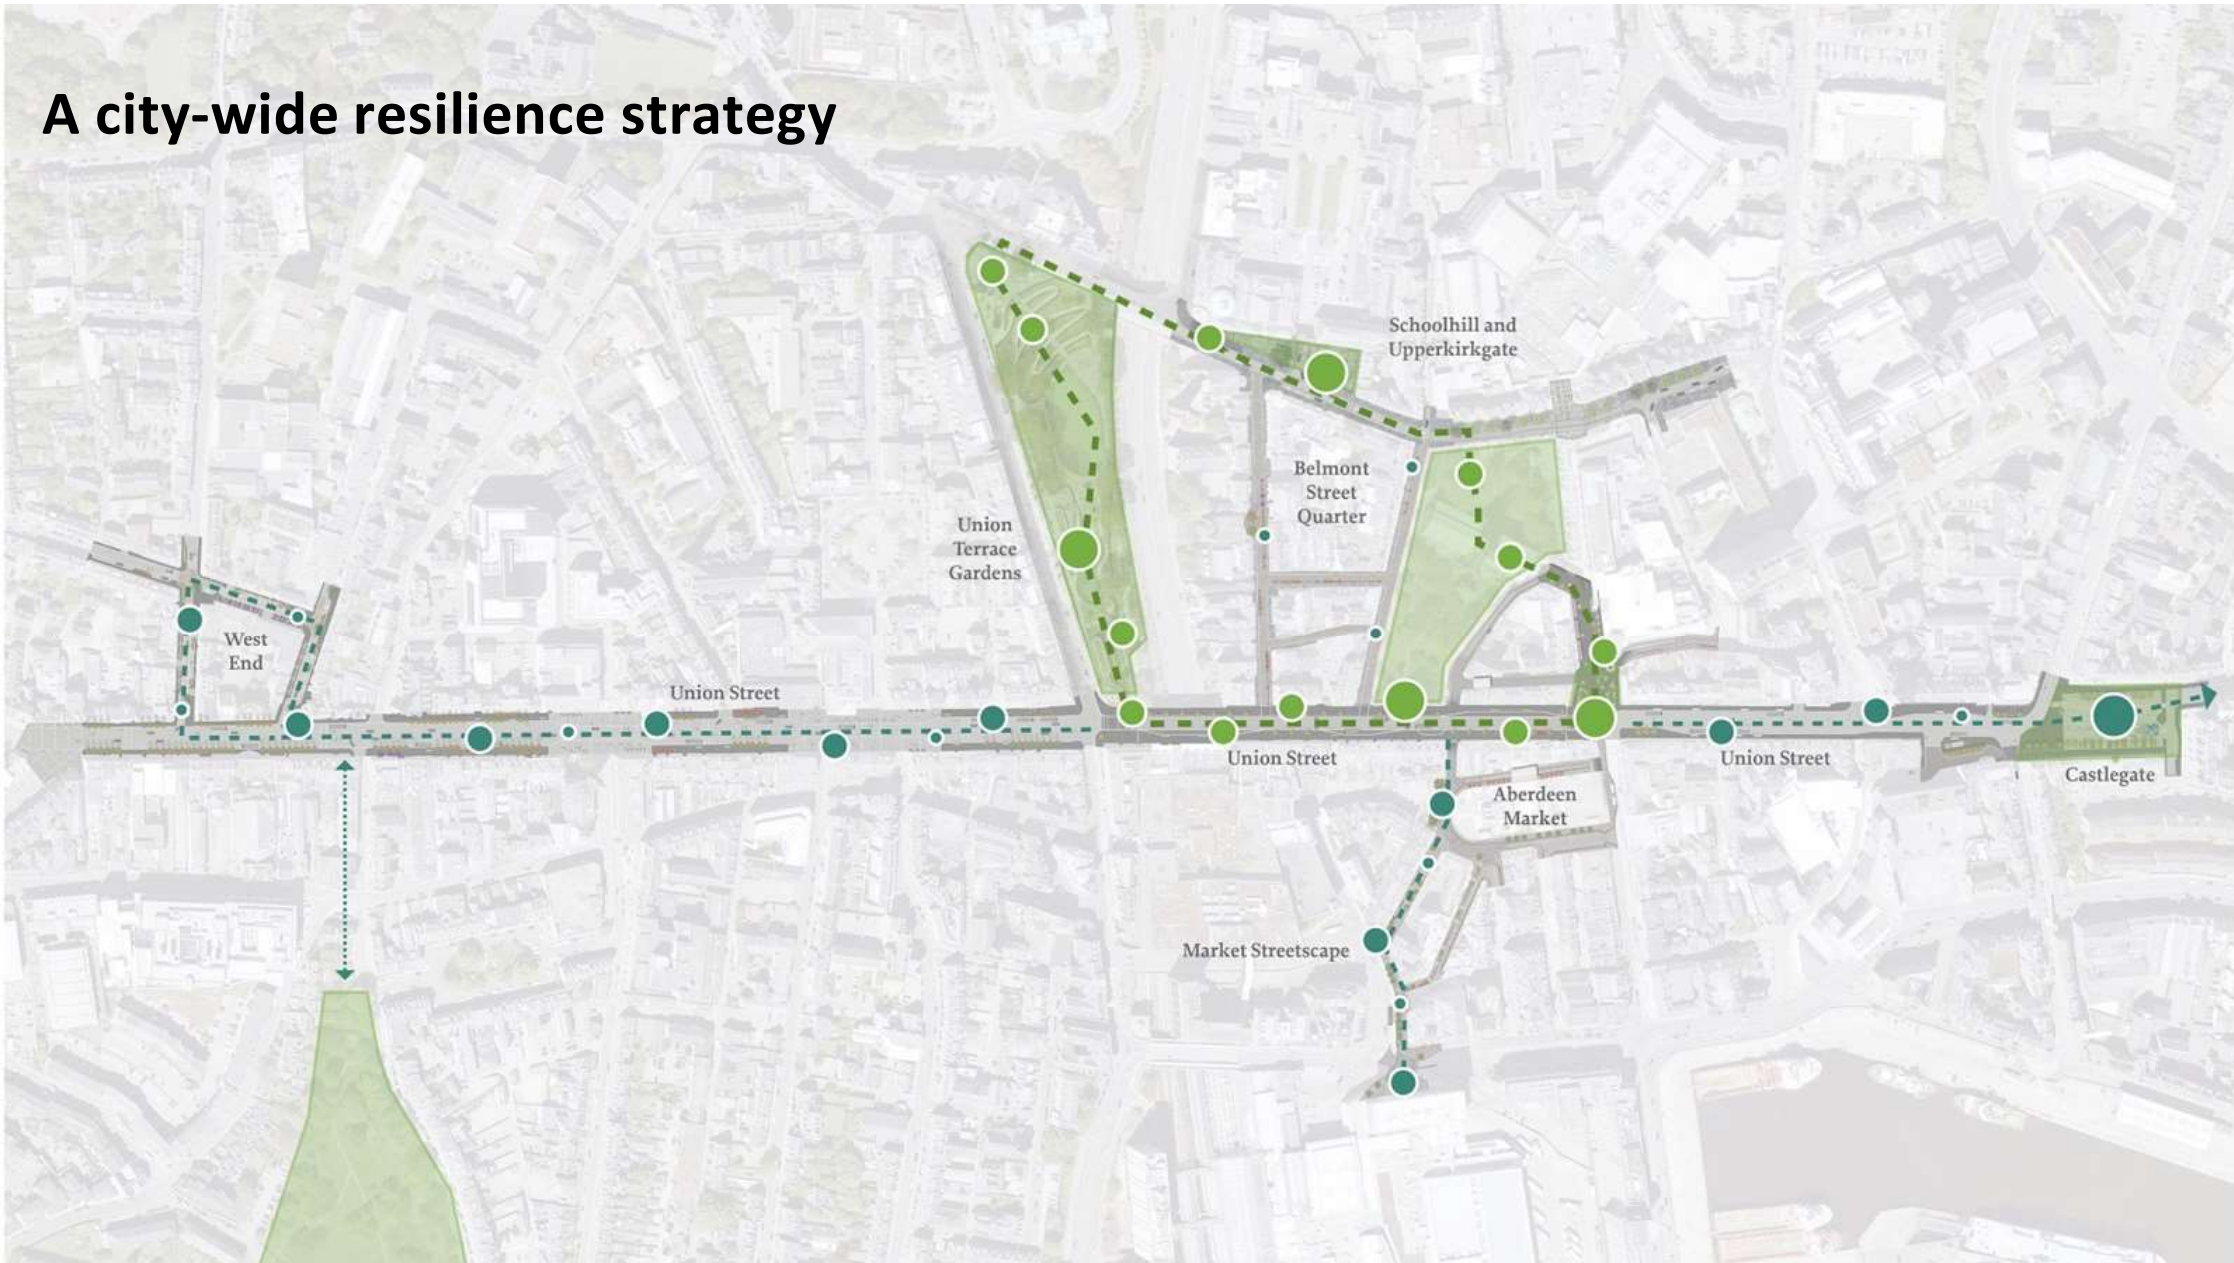 A city-wide resilience strategy
Schoolhill and
Upperkirkgate
Belmont
Street
Quarter
Union
Terrace
Gardens
West
End
Union Street
Union Street
Union Street
Castlegate
Aberdeen
Market
Market Streetscape